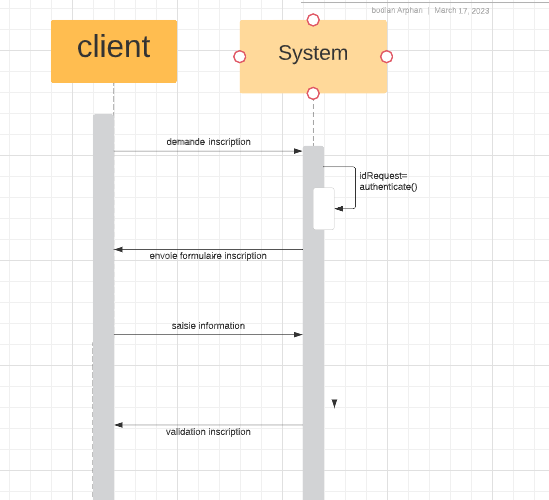 bodian Arphan | March 17, 2023
client
System
demande inscription
idRequest=
authenticate()
envoie formulaire inscription
saisie information
validation inscription